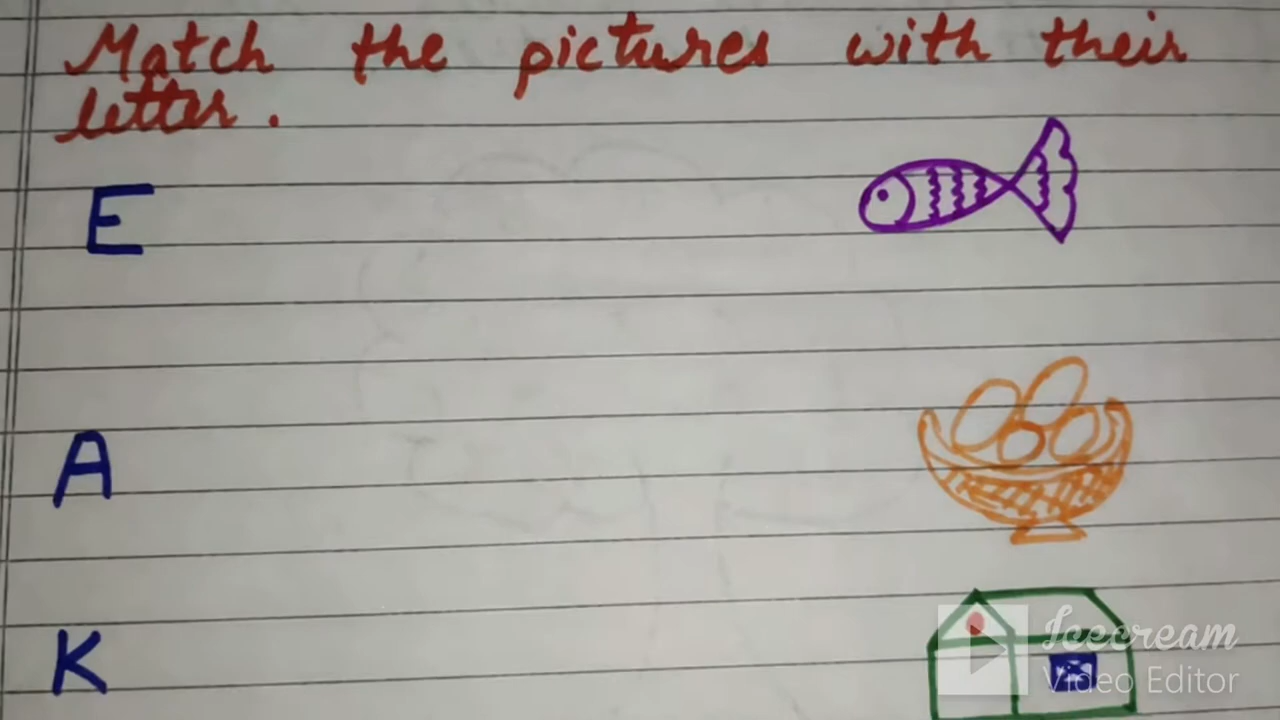 Match the pictures with their
letter.
E
A
K
Icecream
Video Editor